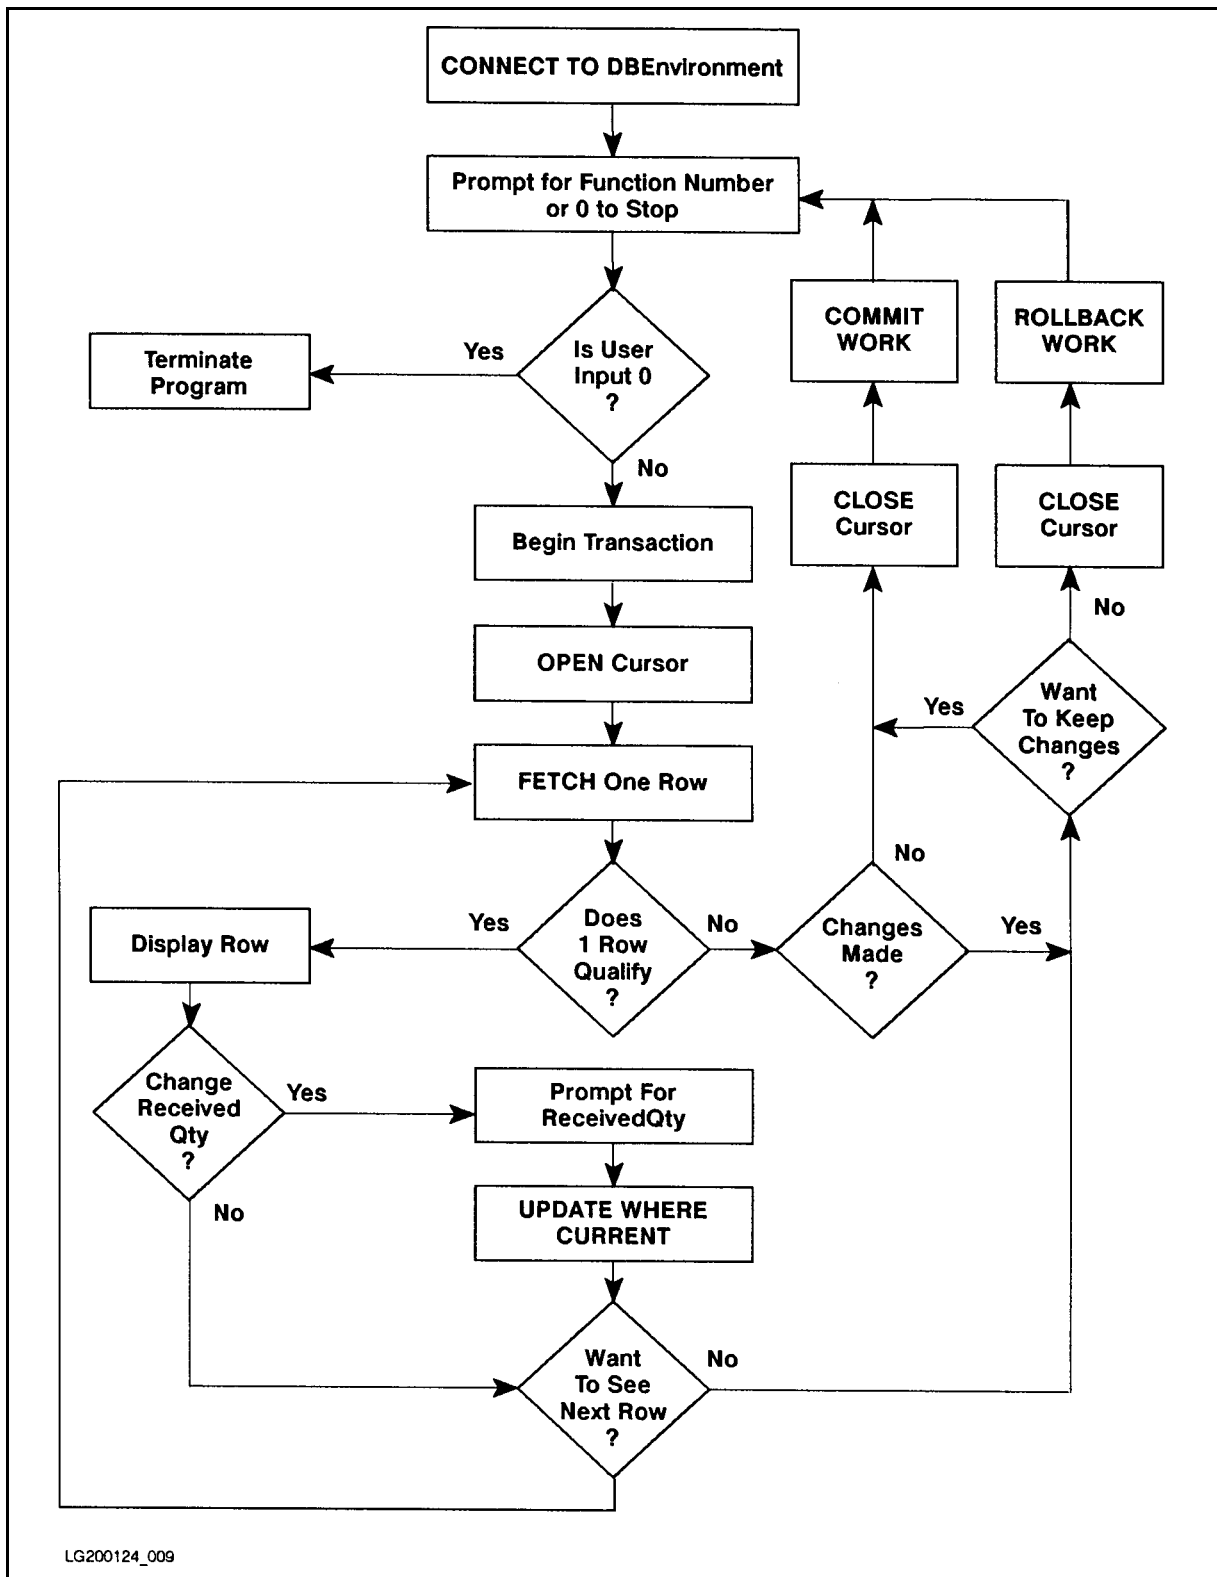 CONNECT TO DBEnvironment
Prompt for Function Number
or 0 to Stop
Is User
Input 0
?
Yes
Terminate
Program
No
Begin Transaction
OPEN Cursor
FETCH One Row
Does
1 Row
Qualify
?
Yes
Display Row
Change
Received
Qty
?
Yes
Prompt For
ReceivedQty
UPDATE WHERE
CURRENT
No
Want
To See
Next Row
?
No
No
Changes
Made
?
No
Yes
Want
To Keep
Changes
?
Yes
No
CLOSE
Cursor
COMMIT
WORK
CLOSE
Cursor
ROLLBACK
WORK
LG200124_009